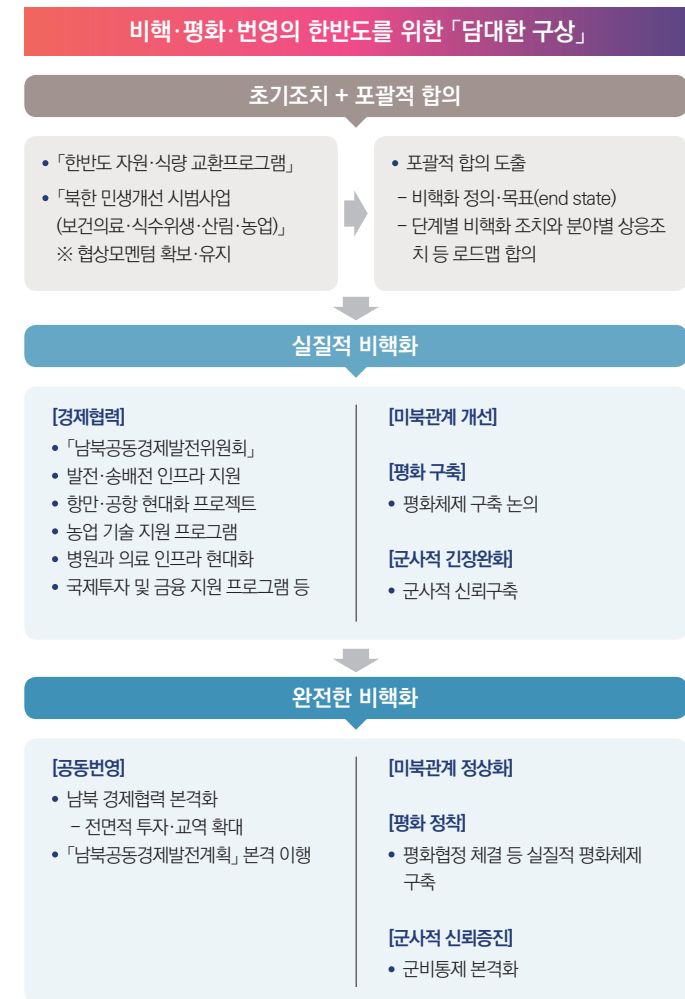 비핵·평화·번영의 한반도를 위한 「담대한 구상」
초기조치 + 포괄적 합의
• 「한반도 자원·식량 교환프로그램」
• 「북한 민생개선 시범사업
(보건의료·식수위생·산림·농업)」
※ 협상모멘텀 확보·유지
• 포괄적 합의 도출
- 비핵화 정의·목표(end state)
- 단계별 비핵화 조치와 분야별 상응조
치 등 로드맵 합의
실질적 비핵화
[경제협력]
• 「남북공동경제발전위원회」
• 발전·송배전 인프라 지원
• 항만·공항 현대화 프로젝트
• 농업 기술 지원 프로그램
• 병원과 의료 인프라 현대화
• 국제투자 및 금융 지원 프로그램 등
[미북관계 개선]
[평화 구축]
• 평화체제 구축 논의
[군사적 긴장완화]
• 군사적 신뢰구축
완전한 비핵화
[공동번영]
• 남북 경제협력 본격화
- 전면적 투자·교역 확대
• 「남북공동경제발전계획」 본격 이행
[미북관계 정상화]
[평화 정착]
• 평화협정 체결 등 실질적 평화체제
구축
[군사적 신뢰증진]
• 군비통제 본격화